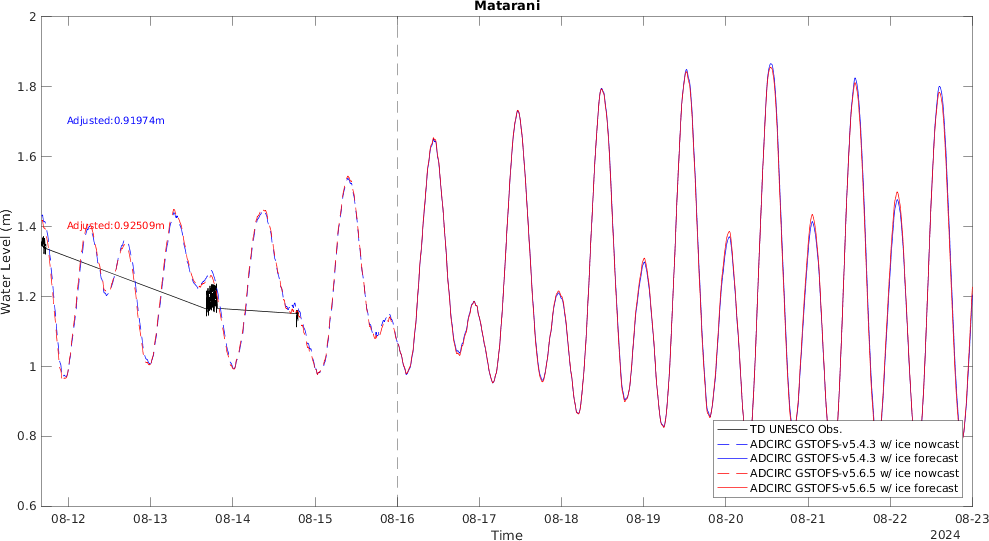 Matarani
Water Level (m)
2
1.8
1.6
1.4
1.2
1
0.8
0.6
Adjusted:0.91974m
Adjusted:0.92509m
TD UNESCO Obs.
ADCIRC GSTOFS-v5.4.3 w/ ice nowcast
ADCIRC GSTOFS-v5.4.3 w/ ice forecast
ADCIRC GSTOFS-v5.6.5 w/ ice nowcast
ADCIRC GSTOFS-v5.6.5 w/ ice forecast
08-12 08-13 08-14 08-15 08-16 08-17 08-18 08-19 08-20 08-21 08-22 08-23
Time
2024